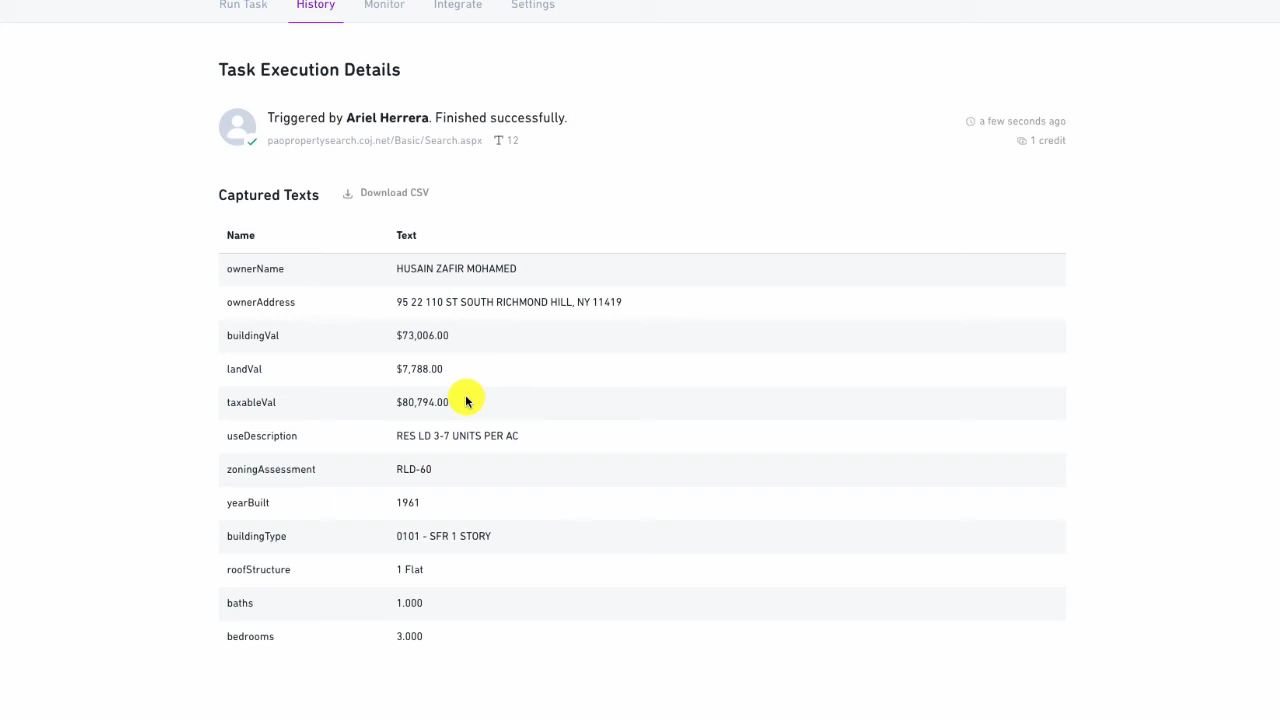 Run Task History Monitor Integrate Settings
Task Execution Details
Triggered by Ariel Herrera. Finished successfully.
a few seconds ago
paopropertysearch.coj.net/Basic/Search.aspx 12
1 credit
Captured Texts Download CSV
Name Text
ownerName HUSAIN ZAFIR MOHAMED
ownerAddress 95 22 110 ST SOUTH RICHMOND HILL, NY 11419
buildingVal $73,006.00
landVal $7,788.00
taxableVal $80,794.00
useDescription RES LD 3-7 UNITS PER AC
zoningAssessment RLD-60
yearBuilt 1961
buildingType 0101 - SFR 1 STORY
roofStructure 1 Flat
baths 1.000
bedrooms 3.000